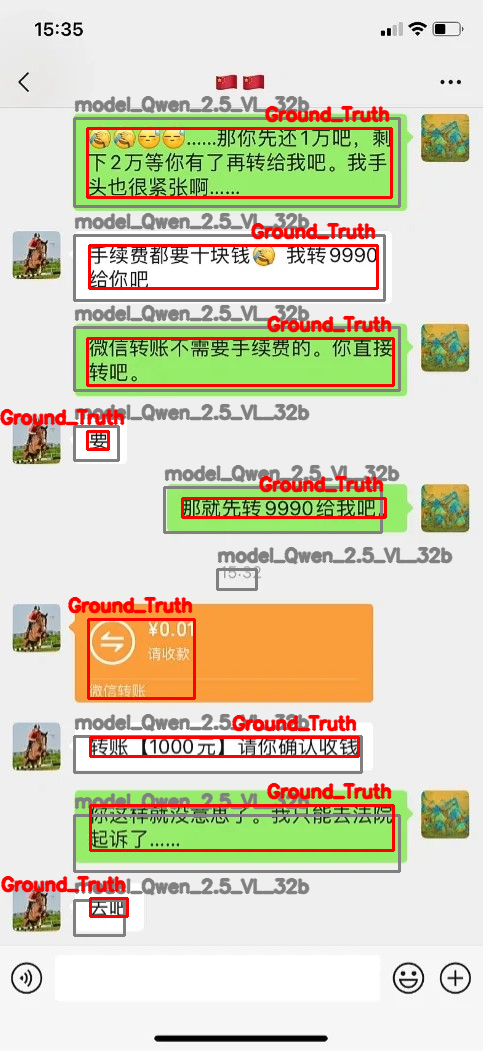 15:35
model_Qwen_2.5_VL_32b
Ground_Truth
……那你先还1万吧，剩
下2万等你有了再转给我吧。我手
头也很紧张啊……
model_Qwen_2.5_VL_32b
Ground_Truth
手续费都要十块钱 我转9990
给你吧
model_Qwen_2.5_VL_32b
Ground_Truth
微信转账不需要手续费的。你直接
转吧。
model_Qwen_2.5_VL_32b
Ground_Truth
要
model_Qwen_2.5_VL_32b
Ground_Truth
那就先转9990给我吧
model_Qwen_2.5_VL_32b
15:32
Ground_Truth
¥0.01
请收款
微信转账
model_Qwen_2.5_VL_32b
Ground_Truth
转账【1000元】请你确认收钱
model_Qwen_2.5_VL_32b
Ground_Truth
你这样就没意思了。我只能去法院
起诉了……
model_Qwen_2.5_VL_32b
Ground_Truth
去吧